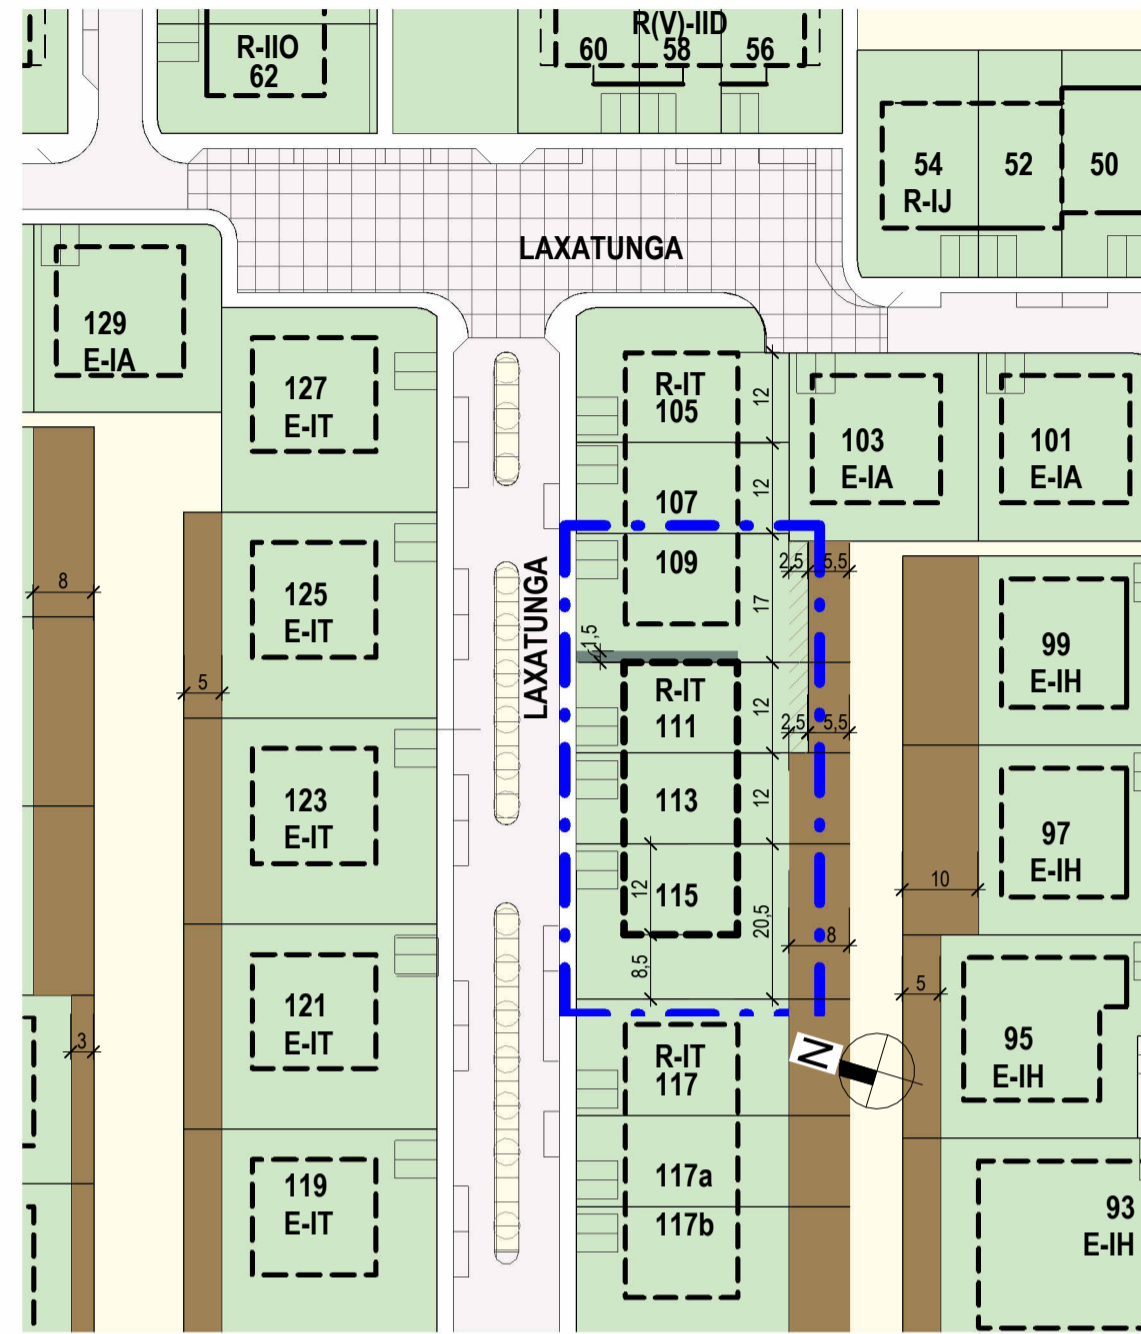 R-IIO
62
R(V)-IID
60
58
56
54
R-IJ
52
50
LAXATUNGA
129
E-IA
127
E-IT
R-IT
105
12
103
E-IA
101
E-IA
107
12
109
2,5
5,5
17
1,5
8
125
E-IT
LAXATUNGA
99
E-IH
5
R-IT
111
12
2,5
5,5
123
E-IT
113
12
97
E-IH
10
115
12
20,5
8,5
8
5
121
E-IT
3
N
95
E-IH
R-IT
117
119
E-IT
117a
117b
93
E-IH